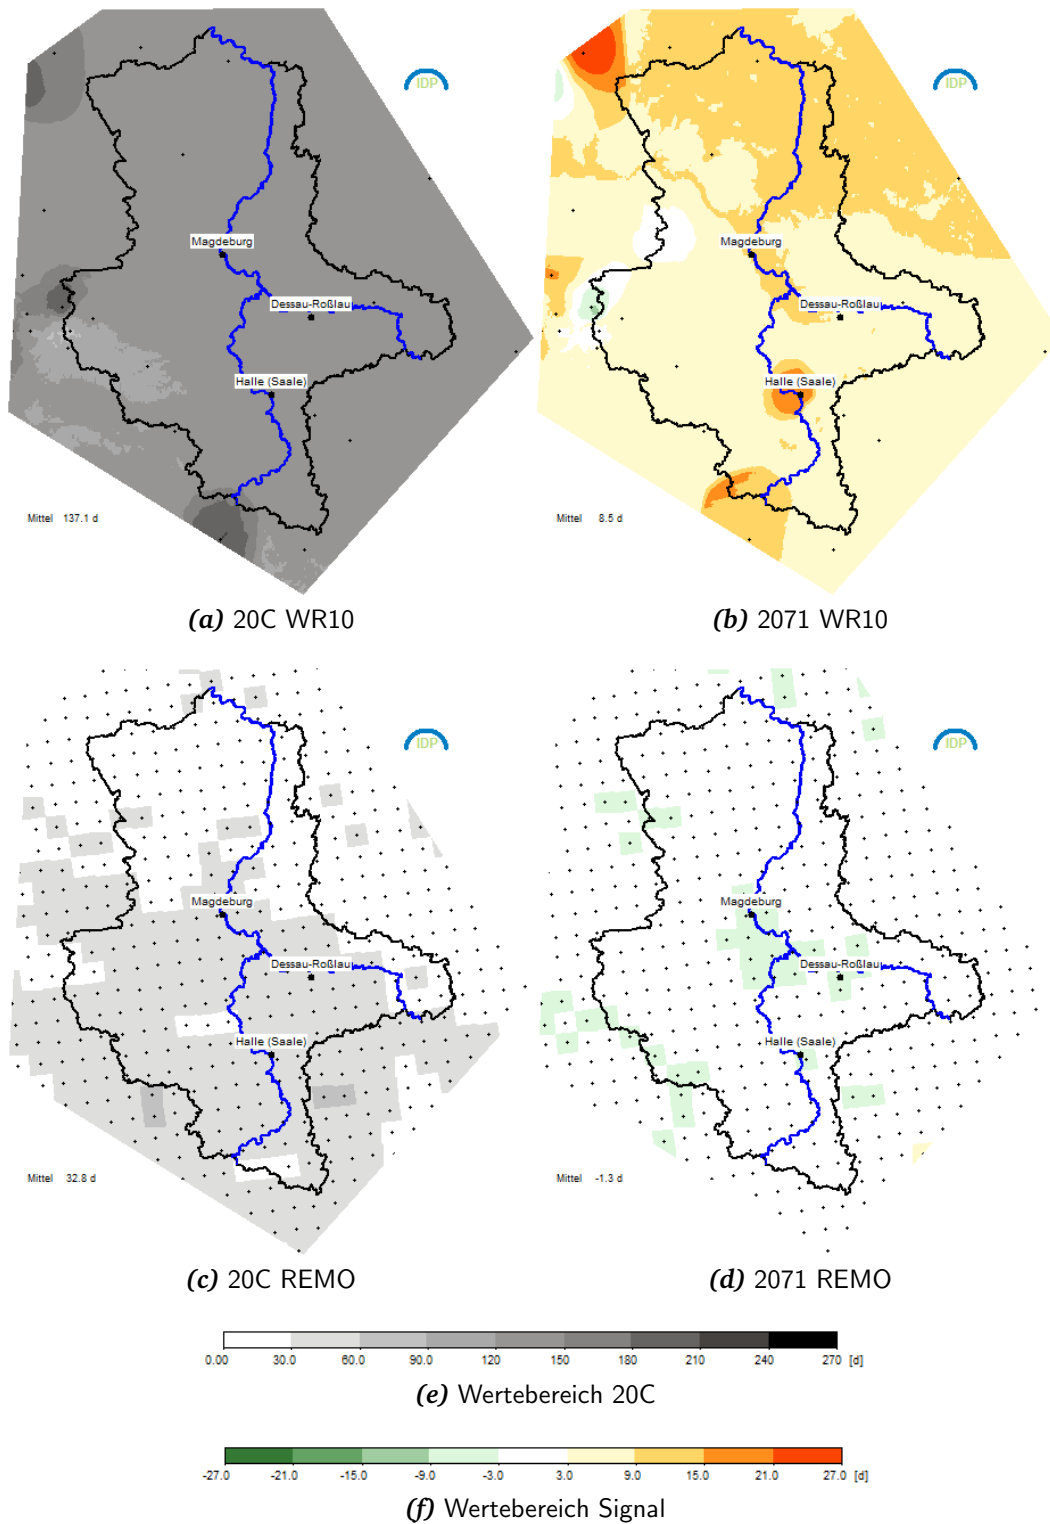 IDP
IDP
Magdeburg
Magdeburg
Dessau-Roßlau
Dessau-Roßlau
Halle (Saale)
Halle (Saale)
Mittel 137.1 d
Mittel 8.5 d
(a) 20C WR10
(b) 2071 WR10
IDP
IDP
Magdeburg
Magdeburg
Dessau-Roßlau
Dessau-Roßlau
Halle (Saale)
Halle (Saale)
Mittel 32.8 d
Mittel -1.3 d
(c) 20C REMO
(d) 2071 REMO
0.00 30.0 60.0 90.0 120 150 180 210 240 270 [d]
(e) Wertebereich 20C
-27.0 -21.0 -15.0 -9.0 -3.0 3.0 9.0 15.0 21.0 27.0 [d]
(f) Wertebereich Signal